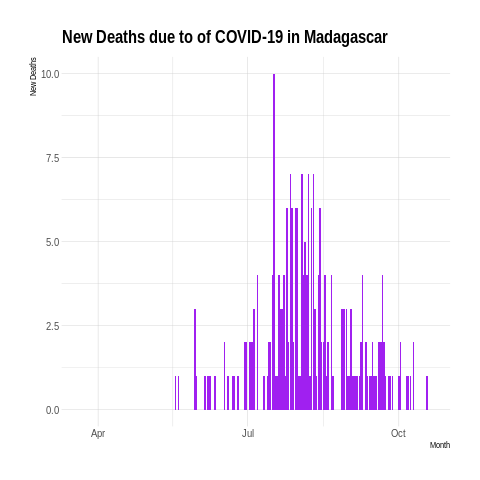 New Deaths due to of COVID-19 in Madagascar
New Deaths
10.0
7.5
5.0
2.5
0.0
Apr
Jul
Oct
Month